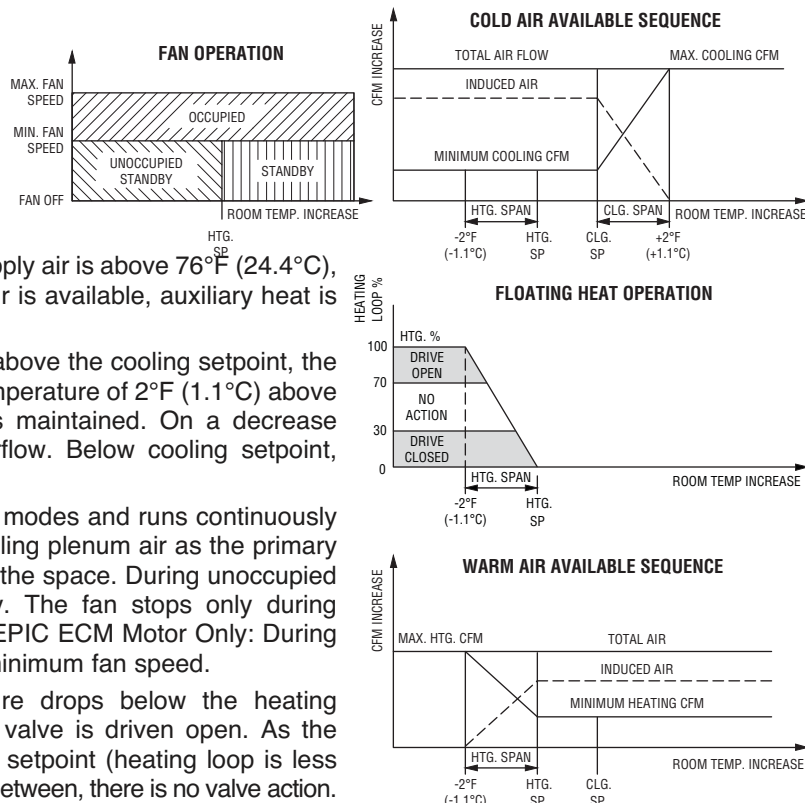 FAN OPERATION
MAX. FAN
SPEED
OCCUPIED
MIN. FAN
SPEED
UNOCCUPIED
STANDBY
STANDBY
FAN OFF
ROOM TEMP. INCREASE
HTG.
SP
COLD AIR AVAILABLE SEQUENCE
CFM INCREASE
TOTAL AIR FLOW
MAX. COOLING CFM
INDUCED AIR
MINIMUM COOLING CFM
HTG. SPAN
CLG. SPAN
ROOM TEMP. INCREASE
-2°F
(-1.1°C)
HTG.
SP
CLG.
SP
+2°F
(+1.1°C)
pply air is above 76°F (24.4°C),
r is available, auxiliary heat is
above the cooling setpoint, the
mperature of 2°F (1.1°C) above
s maintained. On a decrease
rflow. Below cooling setpoint,
modes and runs continuously
ling plenum air as the primary
the space. During unoccupied
y. The fan stops only during
EPIC ECM Motor Only: During
minimum fan speed.
re drops below the heating
valve is driven open. As the
setpoint (heating loop is less
between, there is no valve action.
FLOATING HEAT OPERATION
HEATING
LOOP %
HTG. %
100
DRIVE
OPEN
70
NO
ACTION
30
DRIVE
CLOSED
0
HTG. SPAN
ROOM TEMP INCREASE
-2°F
(-1.1°C)
HTG.
SP
WARM AIR AVAILABLE SEQUENCE
CFM INCREASE
MAX. HTG. CFM
TOTAL AIR
INDUCED AIR
MINIMUM HEATING CFM
HTG. SPAN
ROOM TEMP. INCREASE
-2°F
(-1.1°C)
HTG.
SP
CLG.
SP